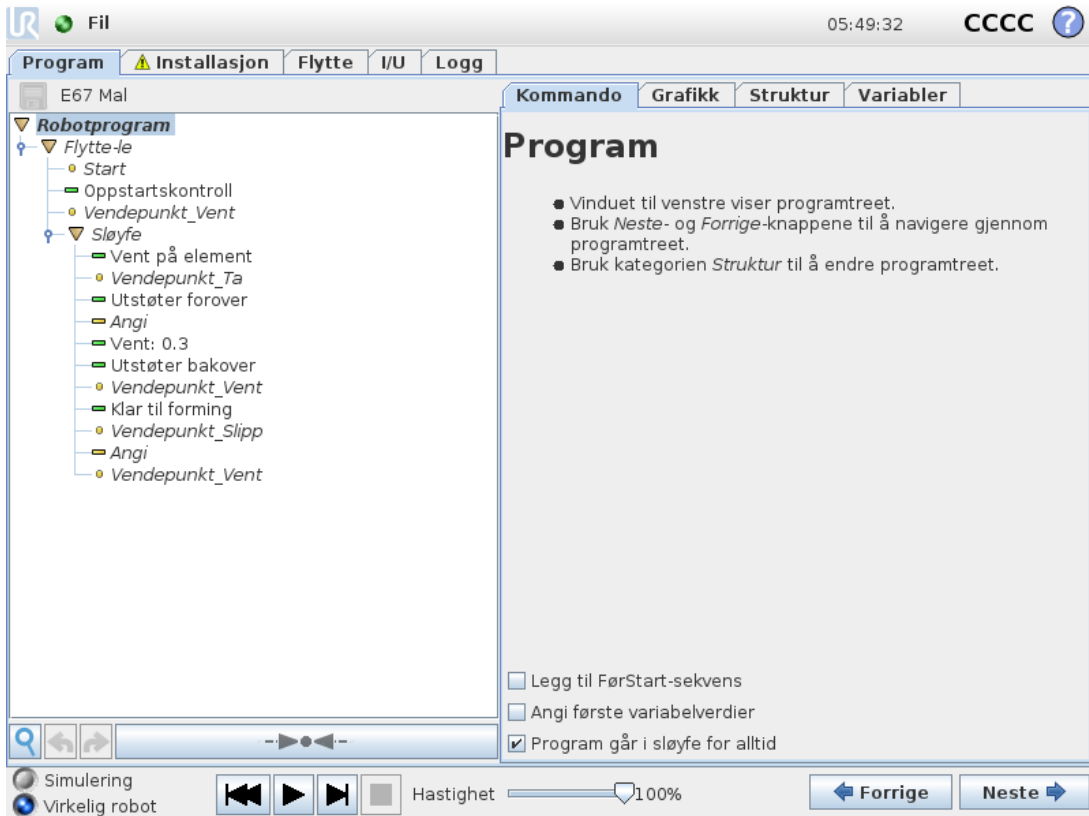 UR Fil 05:49:32 CCCC ?
Program Installasjon Flytte I/U Logg
E67 Mal
Kommando Grafikk Struktur Variabler
Robotprogram
Flytte-le
Start
Oppstartskontroll
Vendepunkt_Vent
Sløyfe
Vent på element
Vendepunkt_Ta
Utstøter forover
Angi
Vent: 0.3
Utstøter bakover
Vendepunkt_Vent
Klar til forming
Vendepunkt_Slipp
Angi
Vendepunkt_Vent
Program
Vinduet til venstre viser programtreet.
Bruk Neste- og Forrige-knappene til å navigere gjennom
programtreet.
Bruk kategorien Struktur til å endre programtreet.
Legg til FørStart-sekvens
Angi første variabelverdier
Program går i sløyfe for alltid
Simulering
Virkelig robot
Hastighet 100%
Forrige Neste